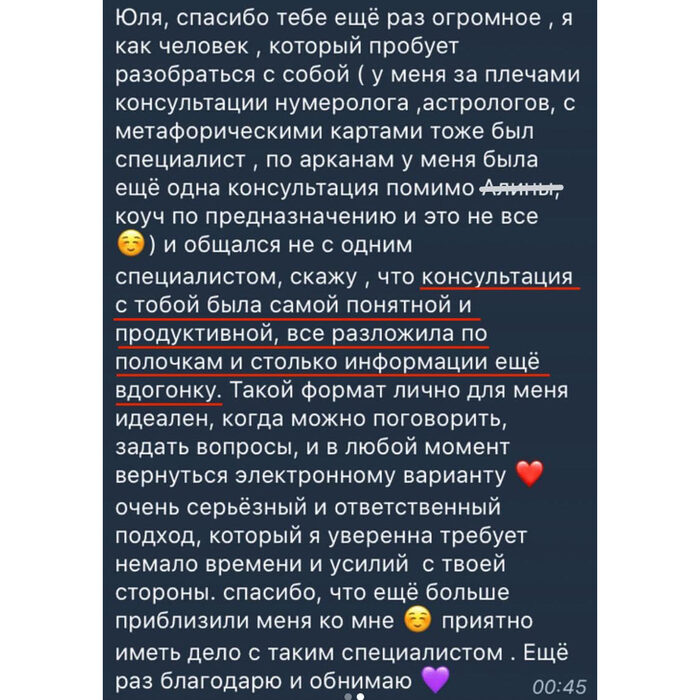 Юля, спасибо тебе ещё раз огромное , я
как человек , который пробует
разобраться с собой ( у меня за плечами
консультации нумеролога ,астрологов, с
метафорическими картами тоже был
специалист , по арканам у меня была
ещё одна консультация помимо Алины,
коуч по предназначению и это не все
☺️) и общался не с одним
специалистом, скажу , что консультация
с тобой была самой понятной и
продуктивной, все разложила по
полочкам и столько информации ещё
вдогонку. Такой формат лично для меня
идеален, когда можно поговорить,
задать вопросы, и в любой момент
вернуться электронному варианту ❤️
очень серьёзный и ответственный
подход, который я уверенна требует
немало времени и усилий  с твоей
стороны. спасибо, что ещё больше
приблизили меня ко мне ☺️ приятно
иметь дело с таким специалистом . Ещё
раз благодарю и обнимаю 💜
00:45